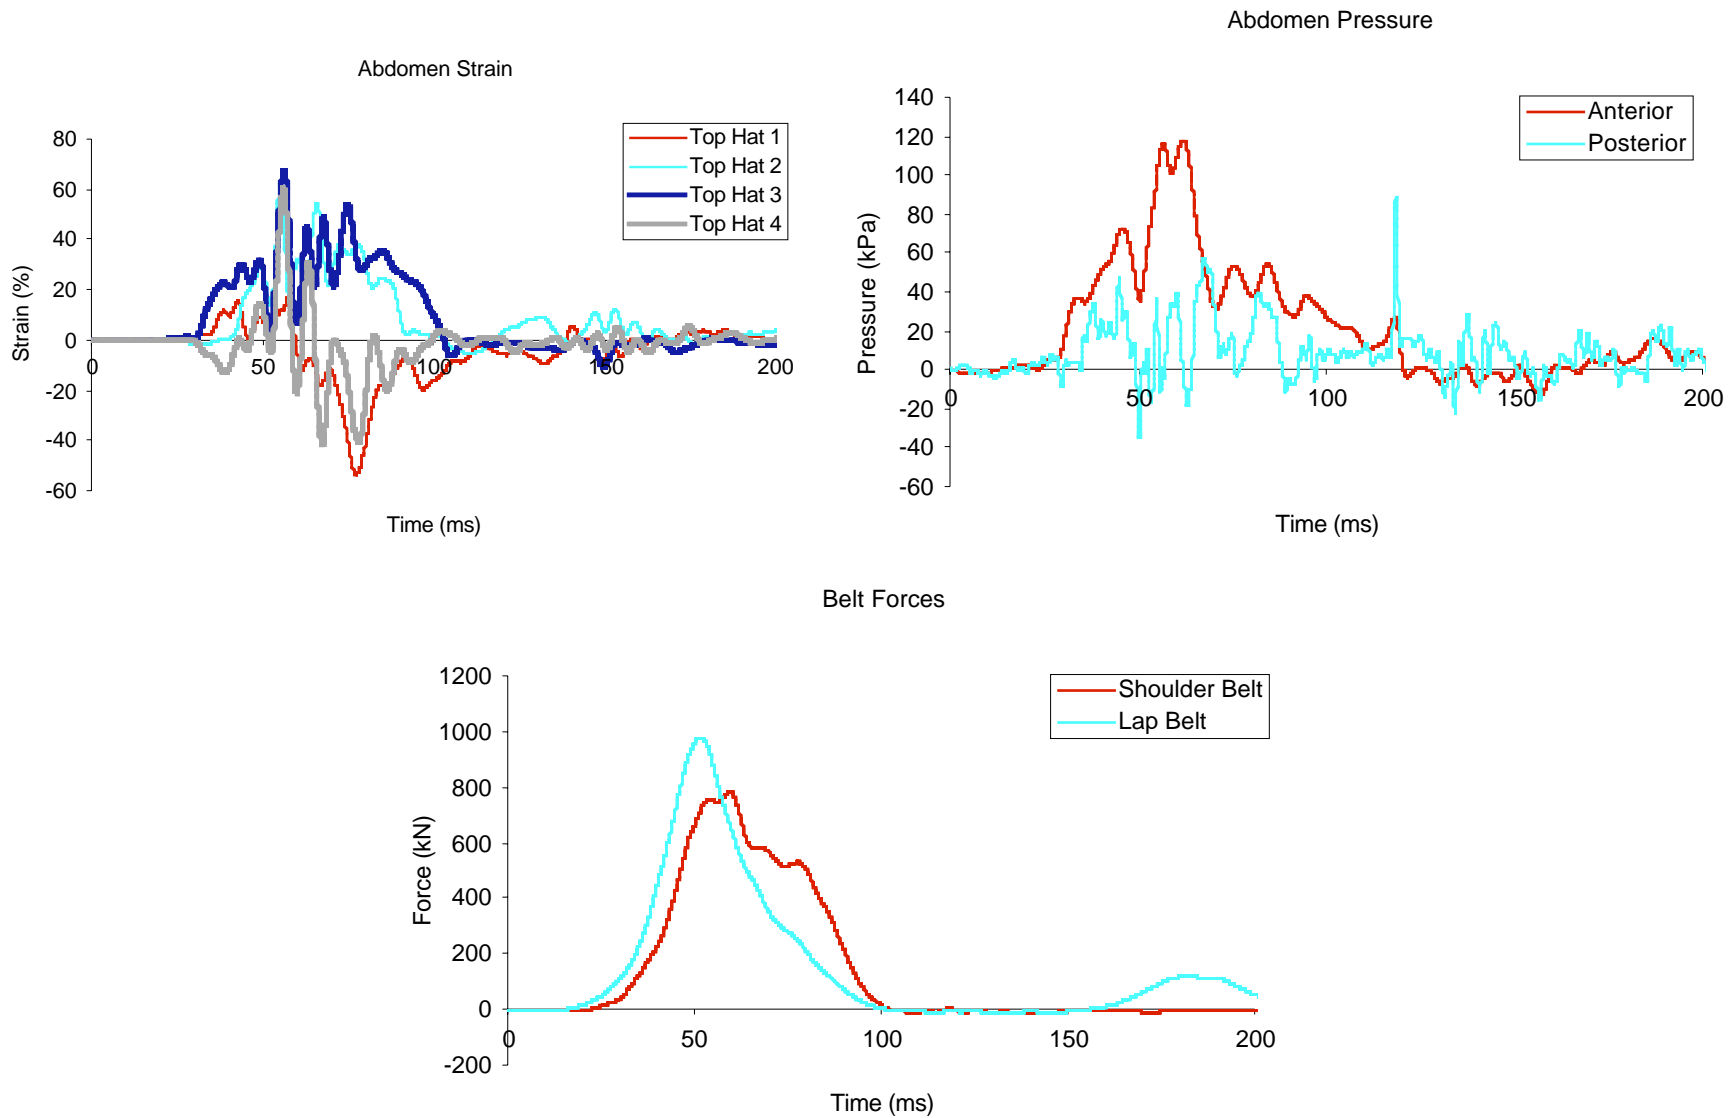 Abdomen Strain
80
60
40
20
0
-20
-40
-60
Strain (%)
0
50
100
100
200
Time (ms)
Top Hat 1
Top Hat 2
Top Hat 3
Top Hat 4
Abdomen Pressure
140
120
100
80
60
40
20
0
-20
-40
-60
Pressure (kPa)
0
50
100
150
200
Time (ms)
Anterior
Posterior
Belt Forces
1200
1000
800
600
400
200
0
-200
Force (kN)
0
50
100
150
200
Time (ms)
Shoulder Belt
Lap Belt